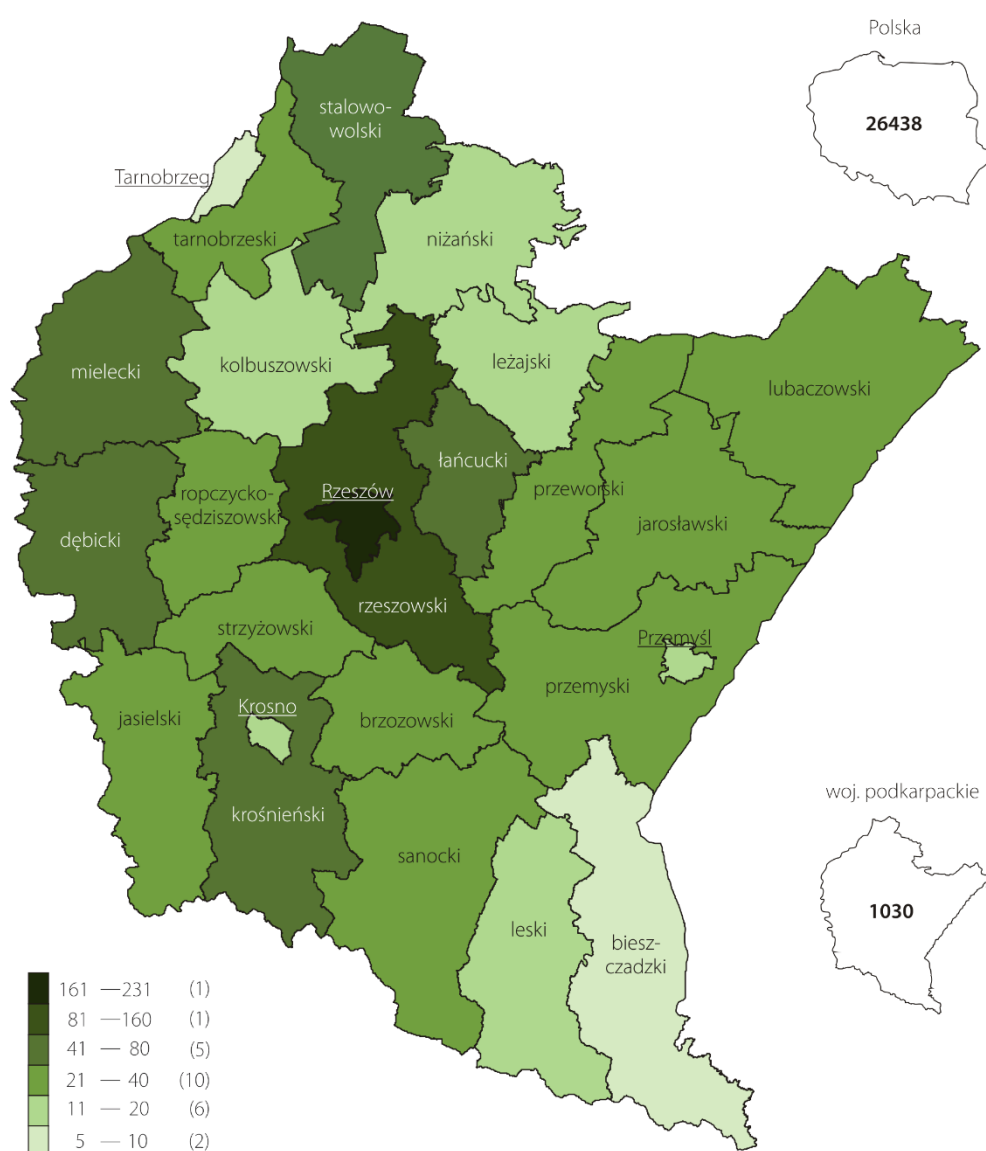 Polska
26438
stalowo-
wolski
Tarnobrzeg
tarnobrzeski
niżański
mielecki
kolbuszowski
leżajski
lubaczowski
łańcucki
Rzeszów
ropczycko-
sędziszowski
przeworski
jarosławski
dębicki
rzeszowski
strzyżowski
Przemyśl
przemyski
jasielski
Krosno
brzozowski
krośnieński
sanocki
leski
biesz-
czadzki
woj. podkarpackie
1030
161 — 231 (1)
81 — 160 (1)
41 — 80 (5)
21 — 40 (10)
11 — 20 (6)
5 — 10 (2)